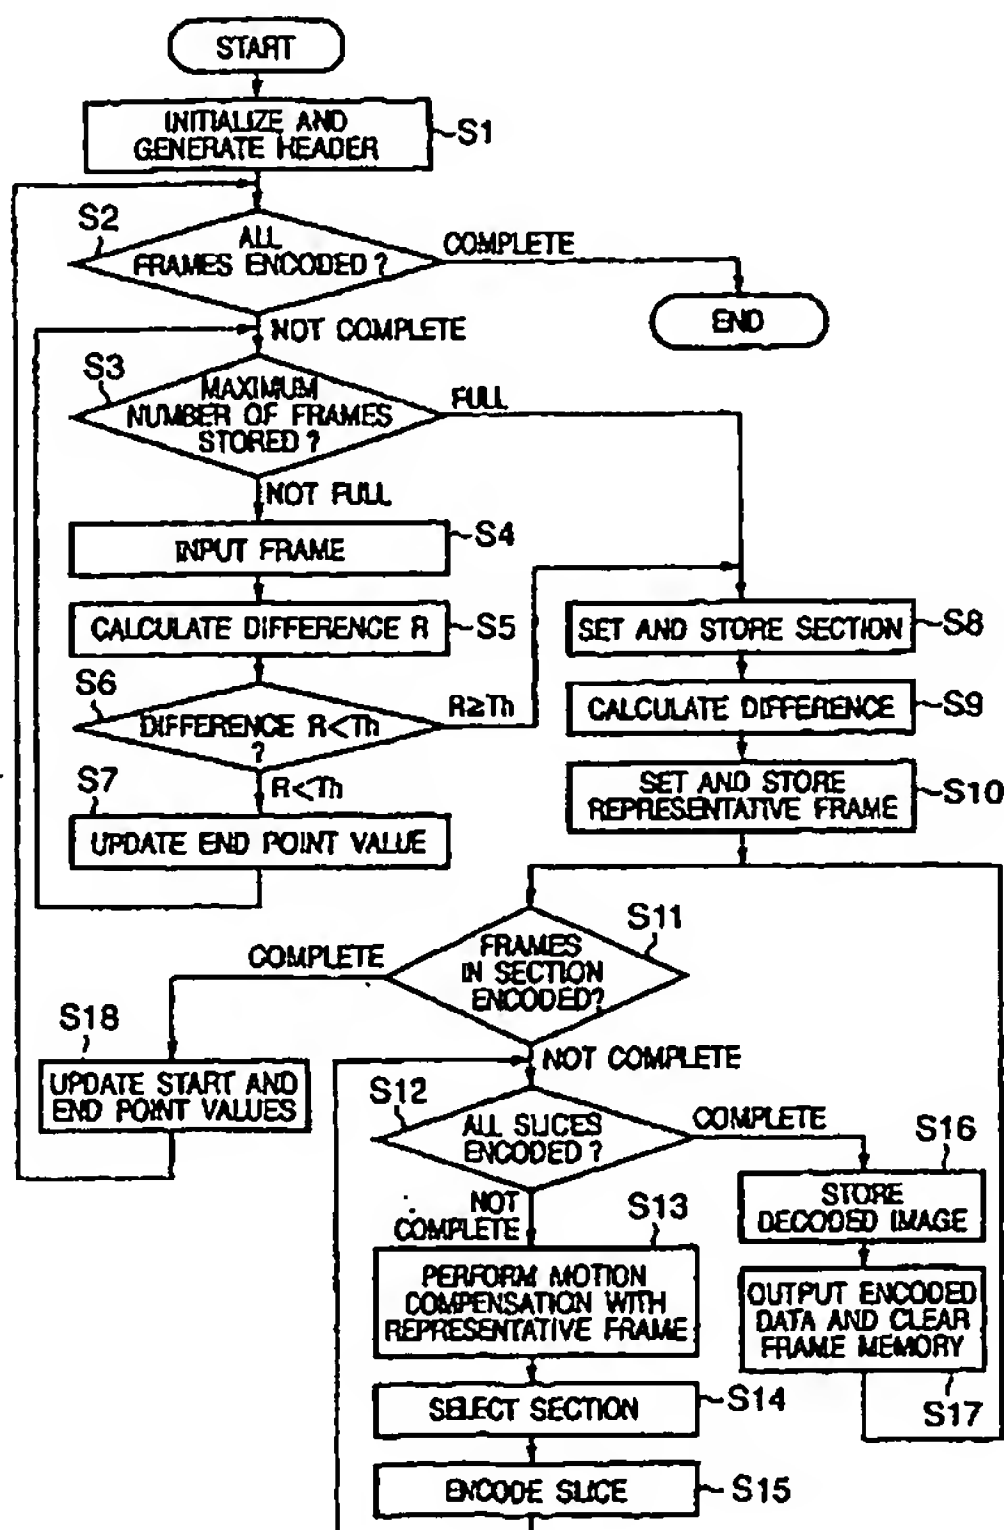 START
INITIALIZE AND
GENERATE HEADER
S1
S2
ALL
FRAMES ENCODED?
COMPLETE
END
NOT COMPLETE
S3
MAXIMUM
NUMBER OF FRAMES
STORED?
FULL
NOT FULL
INPUT FRAME
S4
CALCULATE DIFFERENCE R
S5
S6
DIFFERENCE R<Th
?
R≥Th
R<Th
S7
UPDATE END POINT VALUE
SET AND STORE SECTION
S8
CALCULATE DIFFERENCE
S9
SET AND STORE
REPRESENTATIVE FRAME
S10
S11
FRAMES
IN SECTION
ENCODED?
COMPLETE
S18
UPDATE START AND
END POINT VALUES
NOT COMPLETE
S12
ALL SLICES
ENCODED?
COMPLETE
S16
STORE
DECODED IMAGE
NOT
COMPLETE
S13
PERFORM MOTION
COMPENSATION WITH
REPRESENTATIVE FRAME
OUTPUT ENCODED
DATA AND CLEAR
FRAME MEMORY
S17
SELECT SECTION
S14
ENCODE SLICE
S15